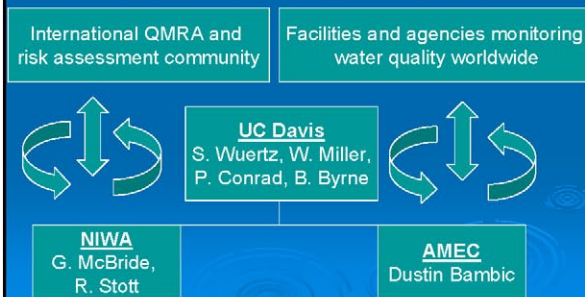 International QMRA and
risk assessment community
Facilities and agencies monitoring
water quality worldwide
UC Davis
S. Wuertz, W. Miller,
P. Conrad, B. Byrne
NIWA
G. McBride,
R. Stott
AMEC
Dustin Bambic